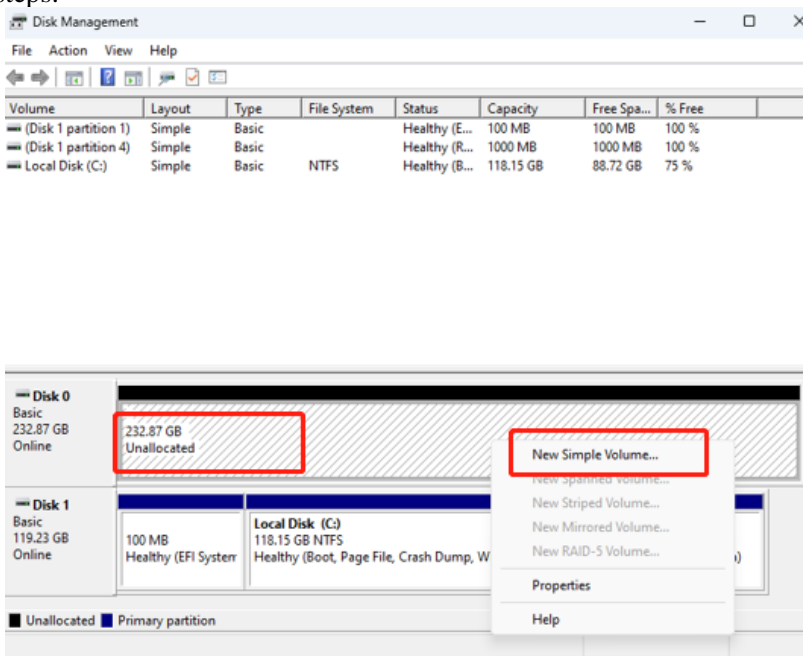 steps.
Disk Management
File Action View Help
Volume Layout Type File System Status Capacity Free Spa... % Free
(Disk 1 partition 1) Simple Basic Healthy (E... 100 MB 100 MB 100 %
(Disk 1 partition 4) Simple Basic Healthy (R... 1000 MB 1000 MB 100 %
Local Disk (C:) Simple Basic NTFS Healthy (B... 118.15 GB 88.72 GB 75 %
Disk 0
Basic
232.87 GB
Online
232.87 GB
Unallocated
New Simple Volume...
New Spanned Volume...
New Striped Volume...
New Mirrored Volume...
New RAID-5 Volume...
Properties
Help
Disk 1
Basic
119.23 GB
Online
100 MB
Healthy (EFI System
Local Disk (C:)
118.15 GB NTFS
Healthy (Boot, Page File, Crash Dump, W
)
Unallocated Primary partition